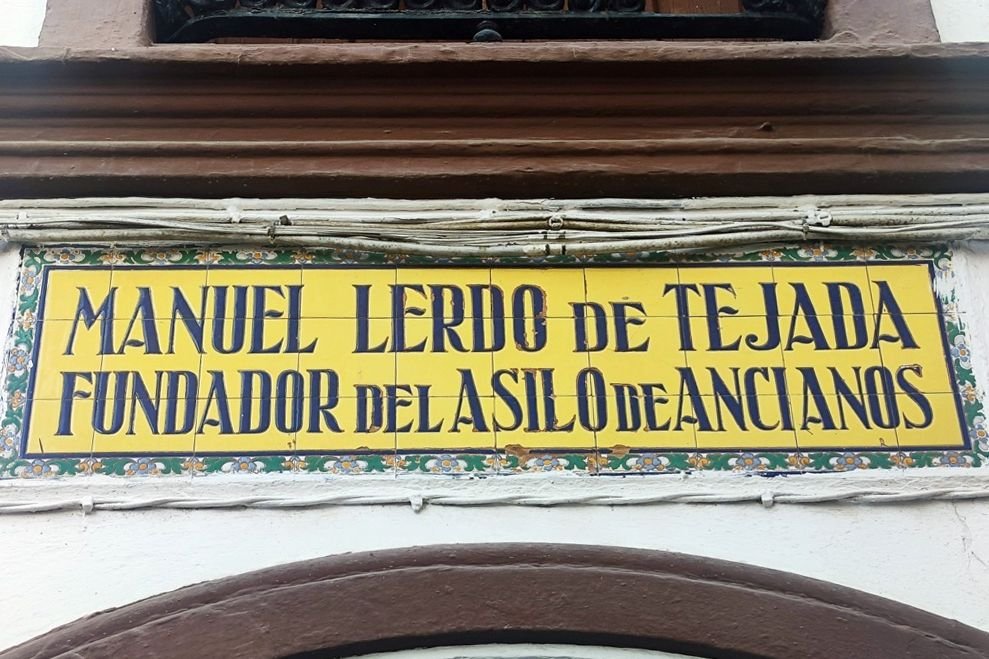 MANUEL LERDO DE TEJADA
FUNDADOR DEL ASILO DE ANCIANOS